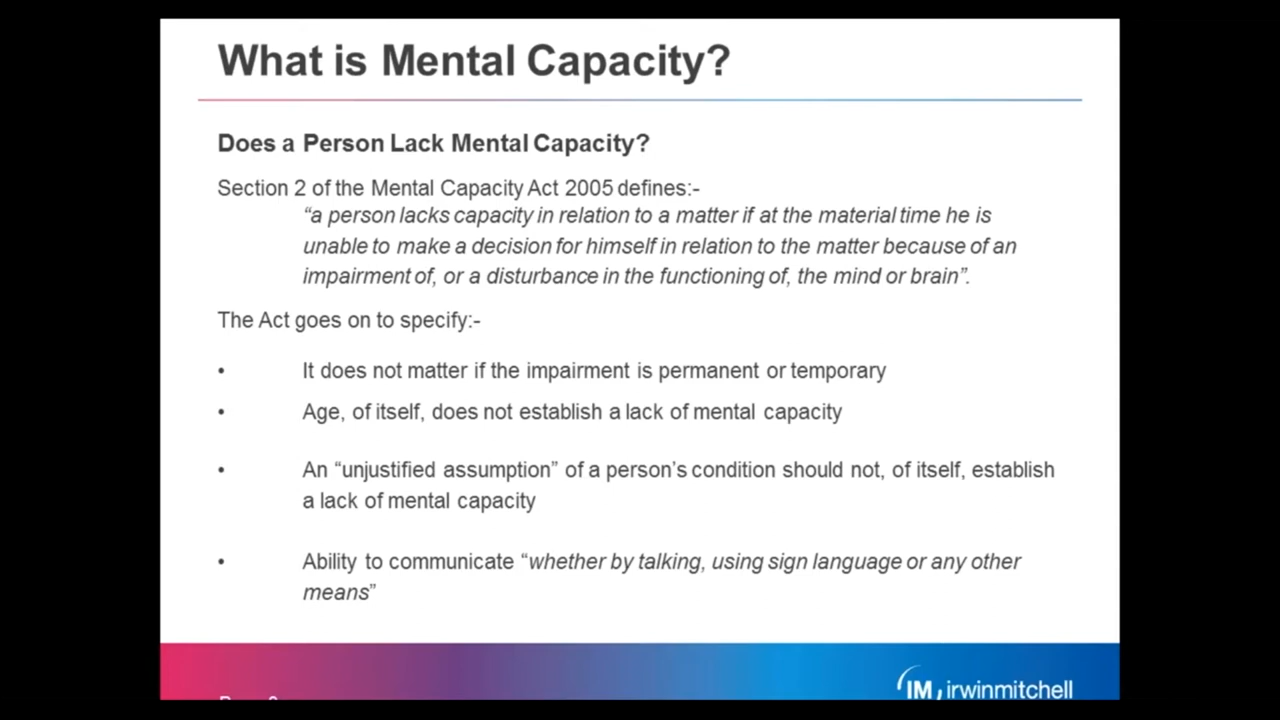 What is Mental Capacity?
Does a Person Lack Mental Capacity?
Section 2 of the Mental Capacity Act 2005 defines:-
“a person lacks capacity in relation to a matter if at the material time he is
unable to make a decision for himself in relation to the matter because of an
impairment of, or a disturbance in the functioning of, the mind or brain”.
The Act goes on to specify:-
• It does not matter if the impairment is permanent or temporary
• Age, of itself, does not establish a lack of mental capacity
• An “unjustified assumption” of a person’s condition should not, of itself, establish
a lack of mental capacity
• Ability to communicate “whether by talking, using sign language or any other
means”
IM irwinmitchell